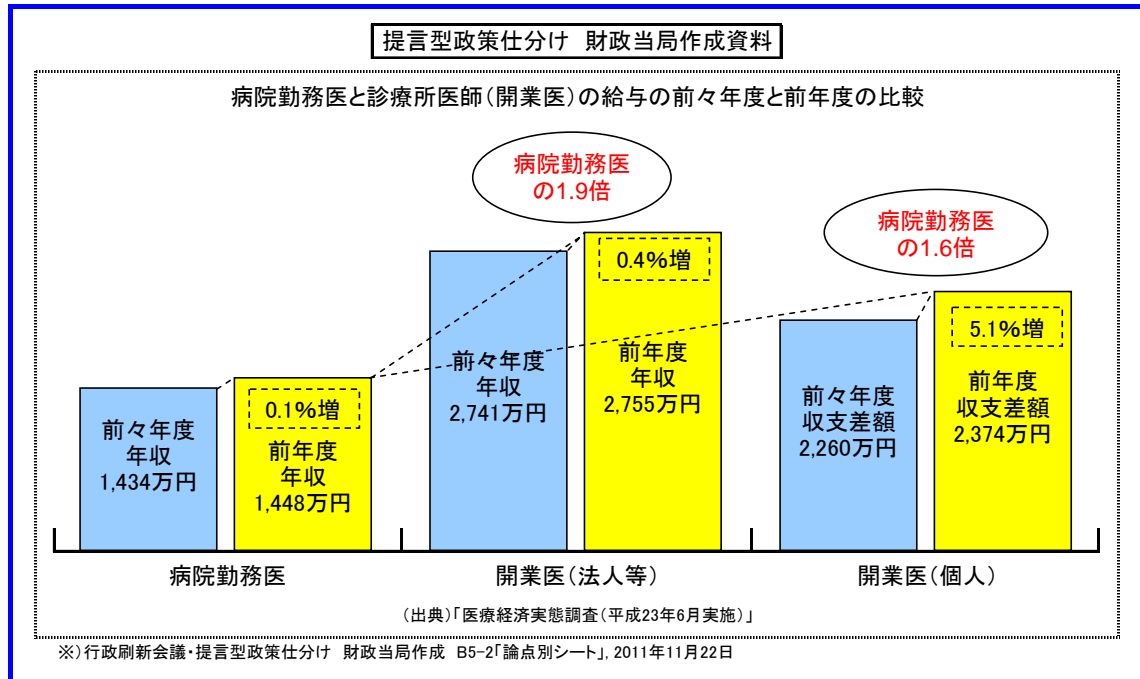 提言型政策仕分け 財政当局作成資料
病院勤務医と診療所医師(開業医)の給与の前々年度と前年度の比較
病院勤務医
の1.9倍
病院勤務医
の1.6倍
前々年度
年収
1,434万円
0.1%増
前年度
年収
1,448万円
前々年度
年収
2,741万円
0.4%増
前年度
年収
2,755万円
前々年度
収支差額
2,260万円
5.1%増
前年度
収支差額
2,374万円
病院勤務医
開業医(法人等)
開業医(個人)
(出典)「医療経済実態調査(平成23年6月実施)」
※)行政刷新会議・提言型政策仕分け 財政当局作成 B5-2「論点別シート」, 2011年11月22日